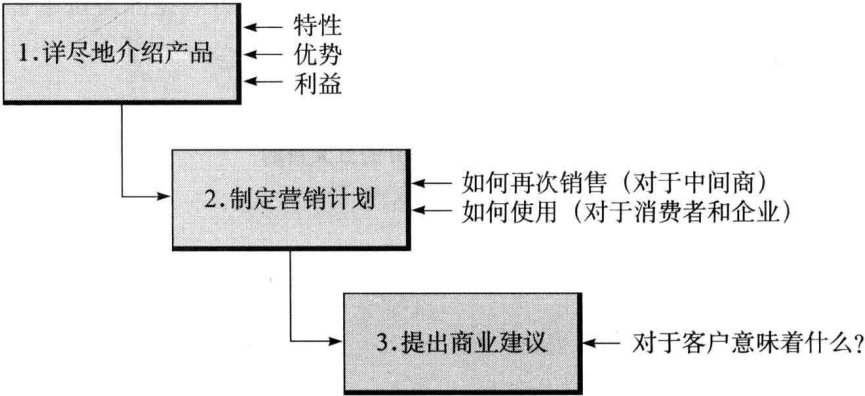 特性
1.详尽地介绍产品
优势
利益
2.制定营销计划
如何再次销售（对于中间商）
如何使用（对于消费者和企业）
3.提出商业建议
对于客户意味着什么？